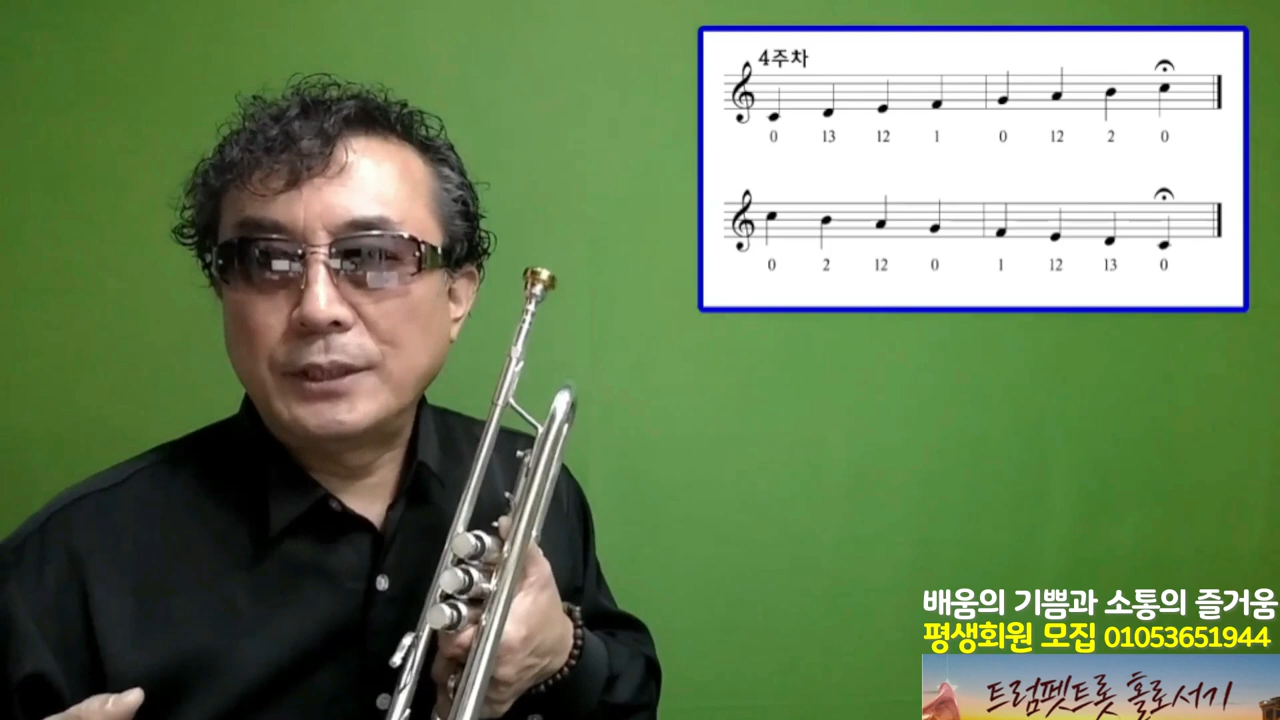 4주차
0 13 12 1 0 12 2 0
0 2 12 0 1 12 13 0
배움의 기쁨과 소통의 즐거움
평생회원 모집 01053651944
트럼펫트롯 홀로서기